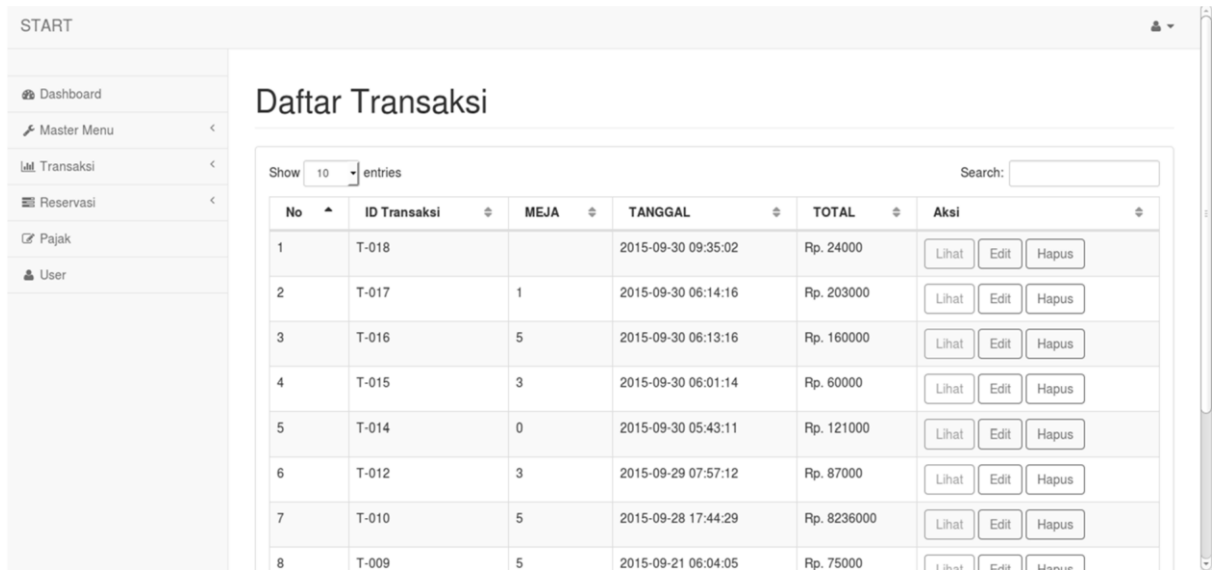 START
Dashboard
Master Menu
Transaksi
Reservasi
Pajak
User
Daftar Transaksi
Show 10 entries Search:
No ID Transaksi MEJA TANGGAL TOTAL Aksi
1 T-018 2015-09-30 09:35:02 Rp. 24000 Lihat Edit Hapus
2 T-017 1 2015-09-30 06:14:16 Rp. 203000 Lihat Edit Hapus
3 T-016 5 2015-09-30 06:13:16 Rp. 160000 Lihat Edit Hapus
4 T-015 3 2015-09-30 06:01:14 Rp. 60000 Lihat Edit Hapus
5 T-014 0 2015-09-30 05:43:11 Rp. 121000 Lihat Edit Hapus
6 T-012 3 2015-09-29 07:57:12 Rp. 87000 Lihat Edit Hapus
7 T-010 5 2015-09-28 17:44:29 Rp. 8236000 Lihat Edit Hapus
8 T-009 5 2015-09-21 06:04:05 Rp. 75000 Lihat Edit Hapus